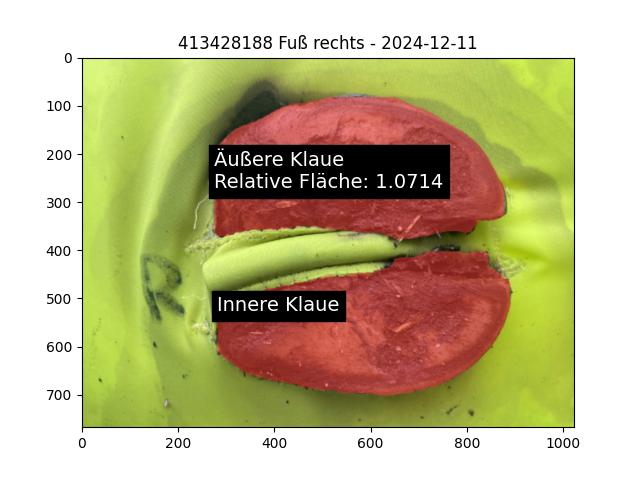 413428188 Fuß rechts - 2024-12-11
0
100
200
300
400
500
600
700
Äußere Klaue
Relative Fläche: 1.0714
Innere Klaue
R
0
200
400
600
800
1000